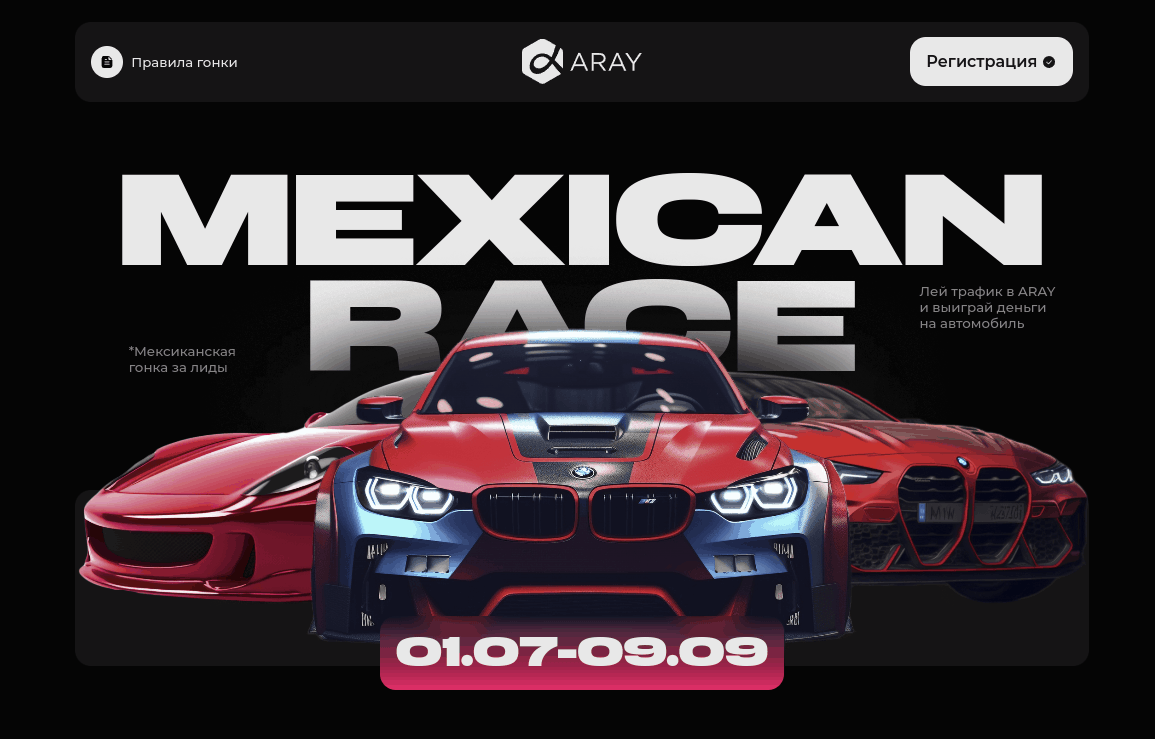 Правила гонки
ARAY
Регистрация
MEXICAN
RACE
Лей трафик в ARAY
и выиграй деньги
на автомобиль
*Мексиканская
гонка за лиды
01.07-09.09